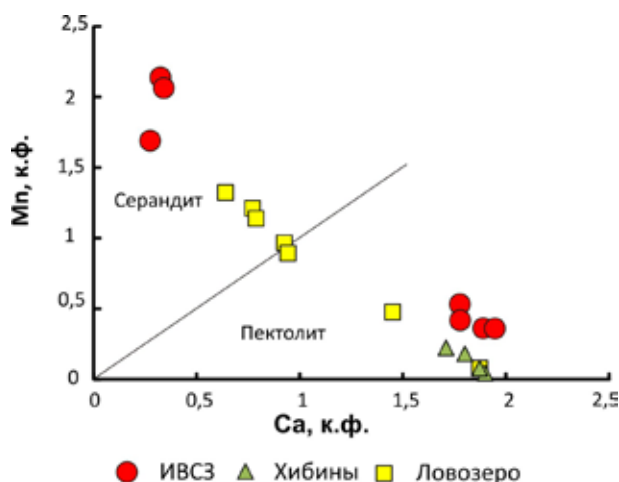 2,5
2
1,5
1
0,5
0
Mn, к.ф.
Серандит
Пектолит
0 0,5 1 1,5 2 2,5
Ca, к.ф.
ИВСЗ Хибины Ловозеро